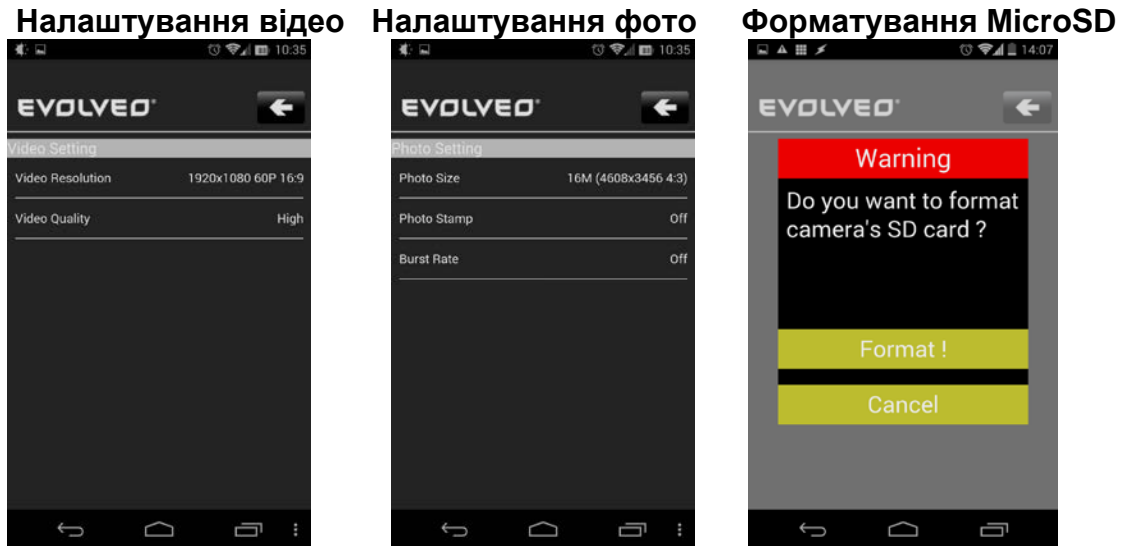 Налаштування відео
Налаштування фото
Форматування MicroSD
10:35
EVOLVEO
Video Setting
Video Resolution 1920x1080 60P 16:9
Video Quality High
10:35
EVOLVEO
Photo Setting
Photo Size 16M (4608x3456 4:3)
Photo Stamp Off
Burst Rate Off
14:07
EVOLVEO
Warning
Do you want to format
camera's SD card ?
Format !
Cancel